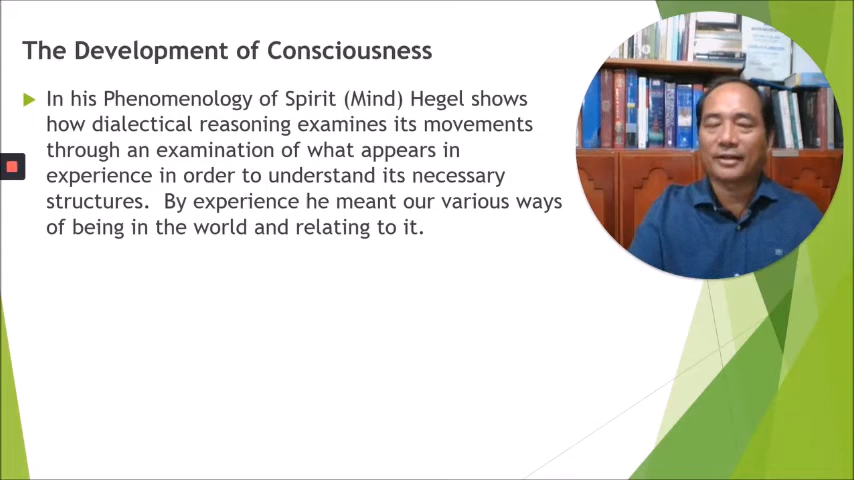 The Development of Consciousness
In his Phenomenology of Spirit (Mind) Hegel shows
how dialectical reasoning examines its movements
through an examination of what appears in
experience in order to understand its necessary
structures.  By experience he meant our various ways
of being in the world and relating to it.